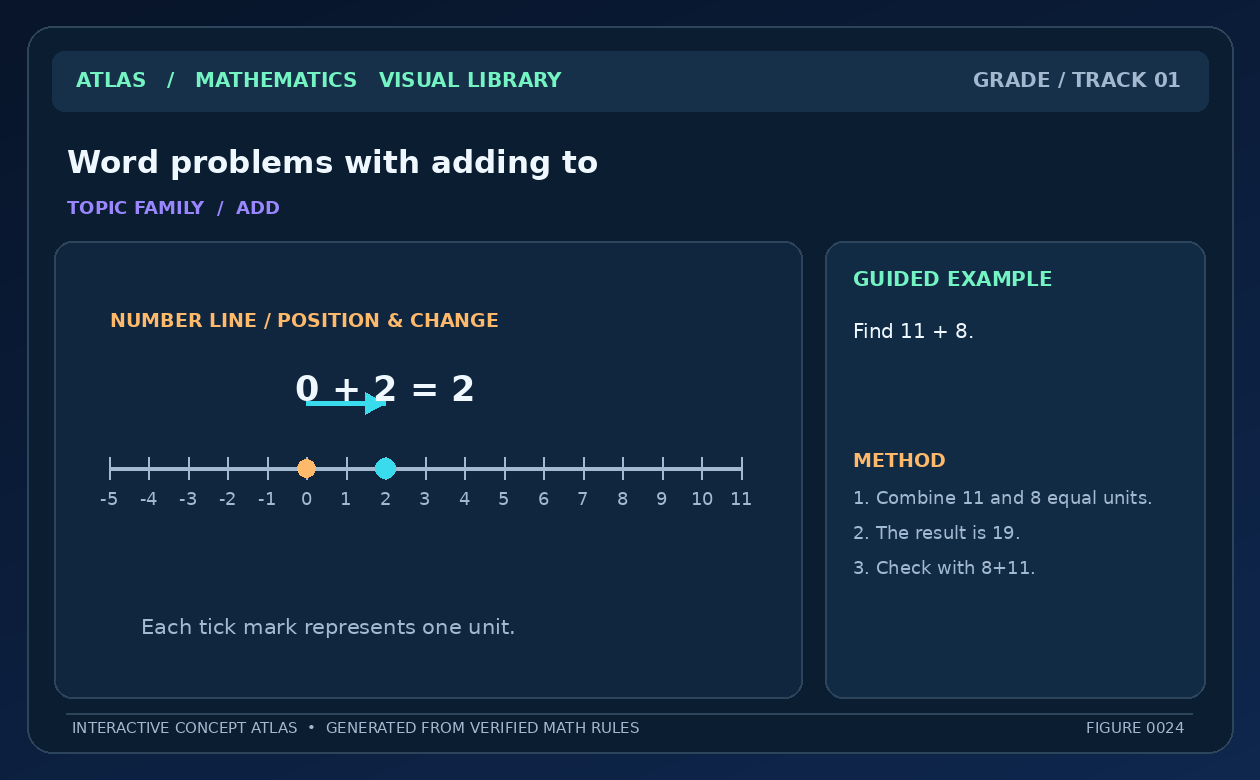 ATLAS / MATHEMATICS VISUAL LIBRARY
GRADE / TRACK 01
Word problems with adding to
TOPIC FAMILY / ADD
NUMBER LINE / POSITION & CHANGE
0 + 2 = 2
-5 -4 -3 -2 -1 0 1 2 3 4 5 6 7 8 9 10 11
Each tick mark represents one unit.
GUIDED EXAMPLE
Find 11 + 8.
METHOD
1. Combine 11 and 8 equal units.
2. The result is 19.
3. Check with 8+11.
INTERACTIVE CONCEPT ATLAS • GENERATED FROM VERIFIED MATH RULES
FIGURE 0024